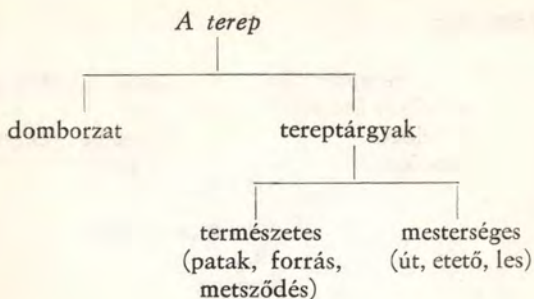 A terep
domborzat
tereptárgyak
természetes
(patak, forrás,
metsződés)
mesterséges
(út, etető, les)